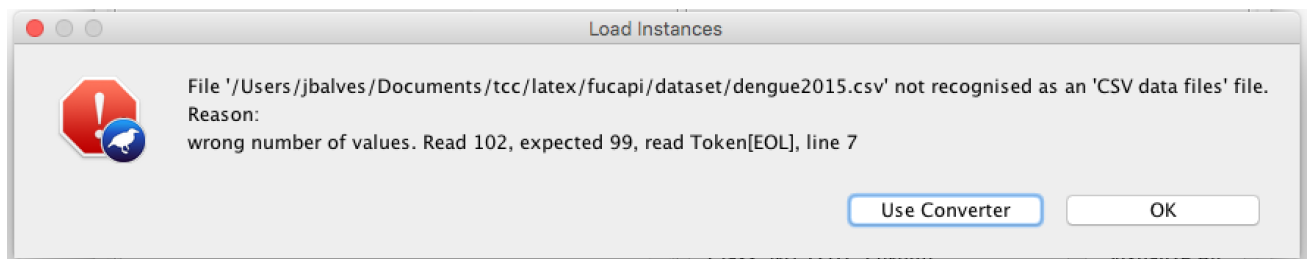 Load Instances
File '/Users/jbalves/Documents/tcc/latex/fucapi/dataset/dengue2015.csv' not recognised as an 'CSV data files' file.
Reason:
wrong number of values. Read 102, expected 99, read Token[EOL], line 7
Use Converter
OK